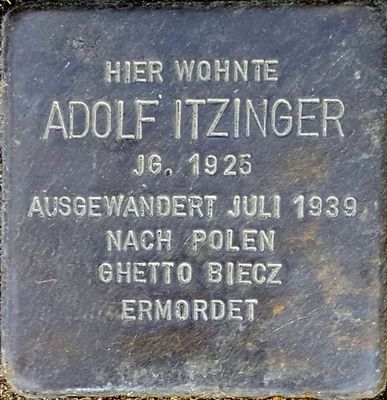 HIER WOHNTE
ADOLF ITZINGER
JG. 1925
AUSGEWANDERT JULI 1939
NACH POLEN
GHETTO BIECZ
ERMORDET